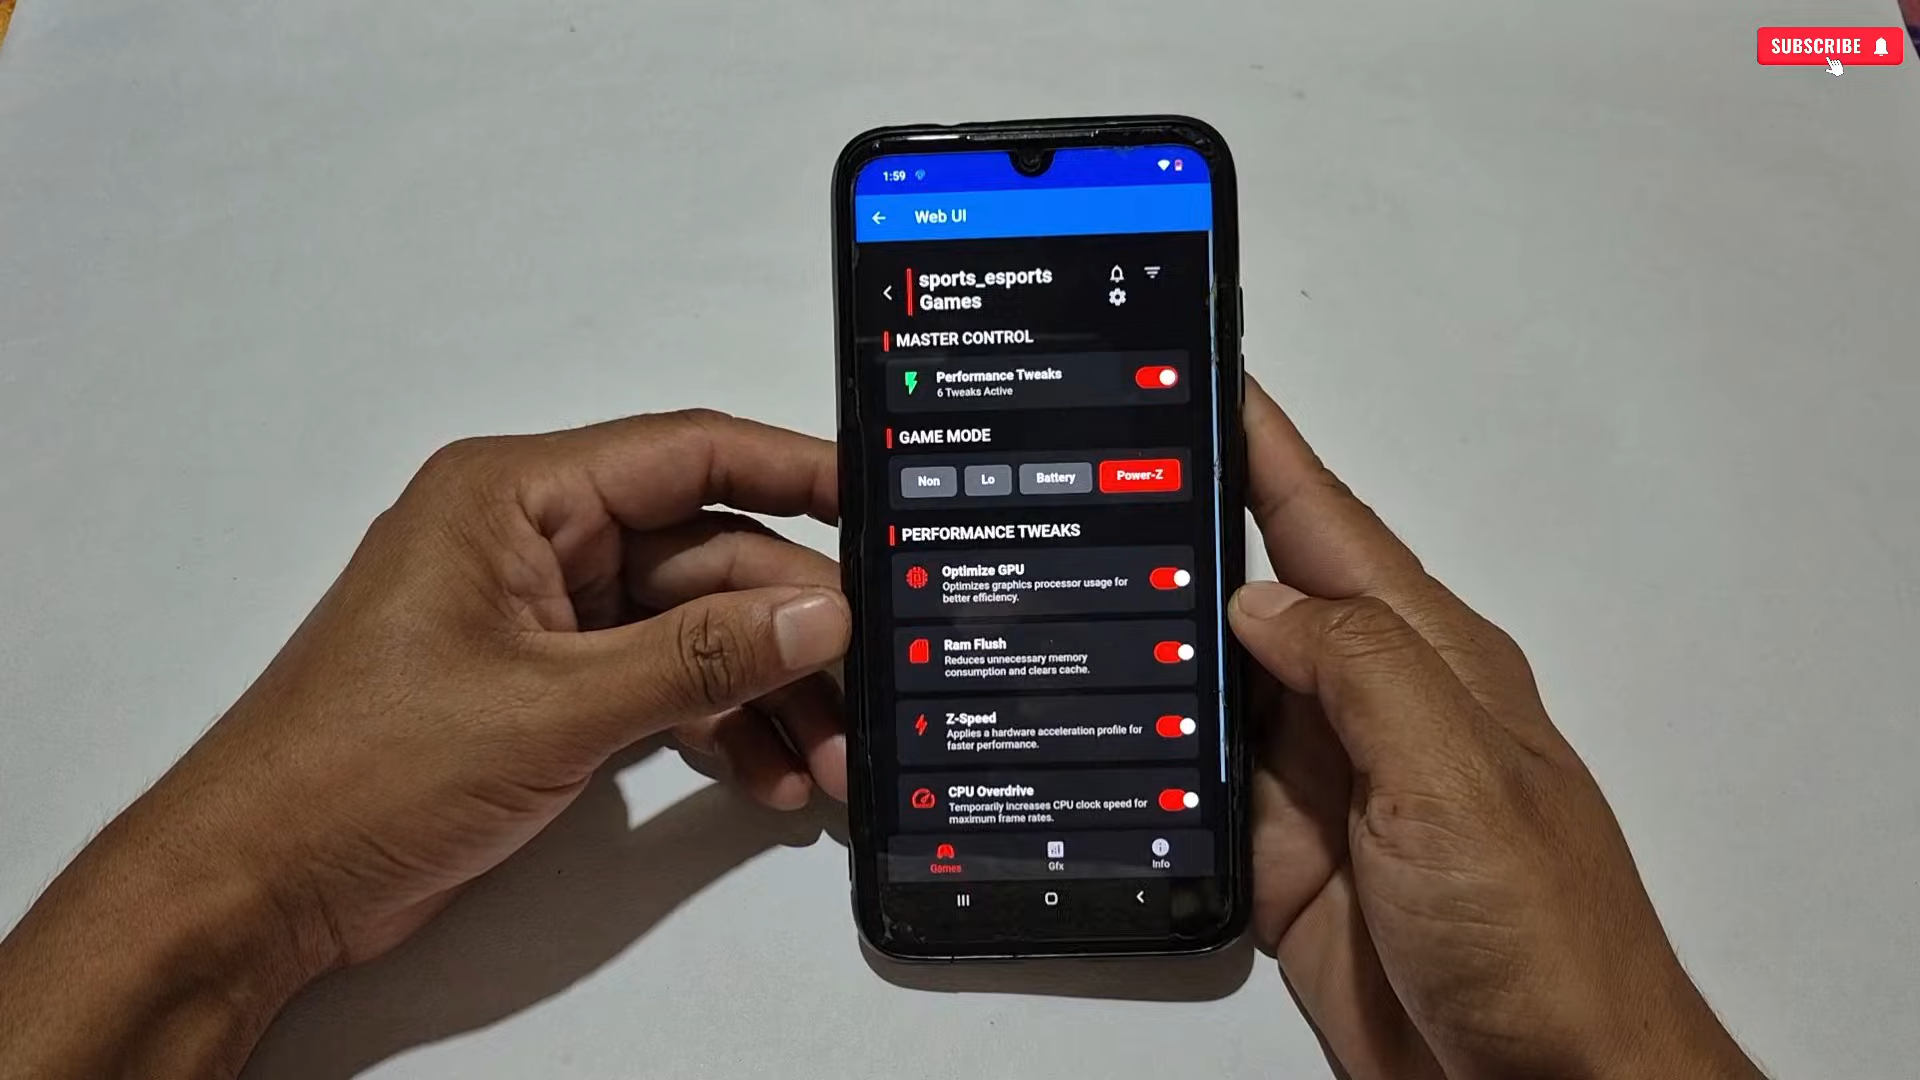 SUBSCRIBE
1:59
Web UI
sports_esports
Games
MASTER CONTROL
Performance Tweaks
6 Tweaks Active
GAME MODE
Non
Lo
Battery
Power-Z
PERFORMANCE TWEAKS
Optimize GPU
Optimizes graphics processor usage for
better efficiency.
Ram Flush
Reduces unnecessary memory
consumption and clears cache.
Z-Speed
Applies a hardware acceleration profile for
faster performance.
CPU Overdrive
Temporarily increases CPU clock speed for
maximum frame rates.
Games
Gfx
Info